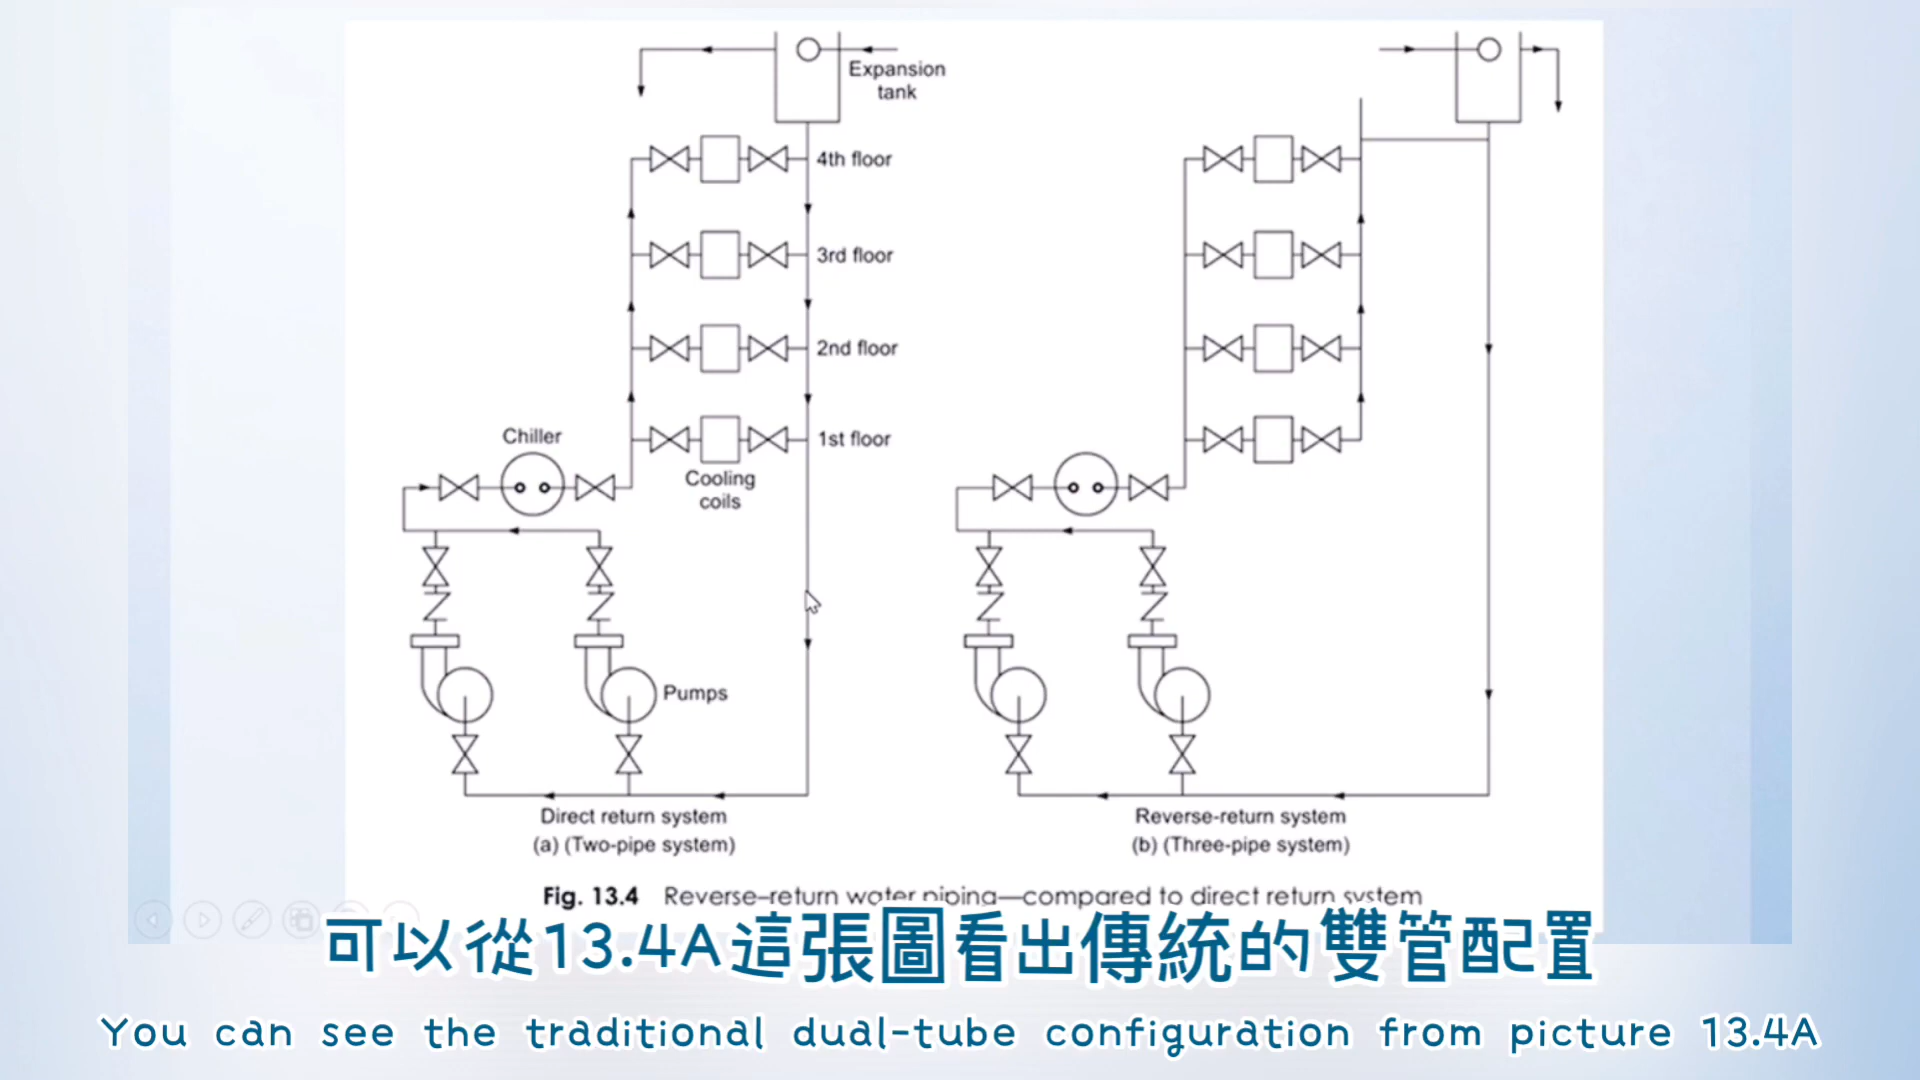 Expansion
tank
4th floor
3rd floor
2nd floor
1st floor
Chiller
Cooling
coils
Pumps
Direct return system
(a) (Two-pipe system)
Reverse-return system
(b) (Three-pipe system)
Fig. 13.4 Reverse–return water piping—compared to direct return system
可以從13.4A這張圖看出傳統的雙管配置
You can see the traditional dual-tube configuration from picture 13.4A